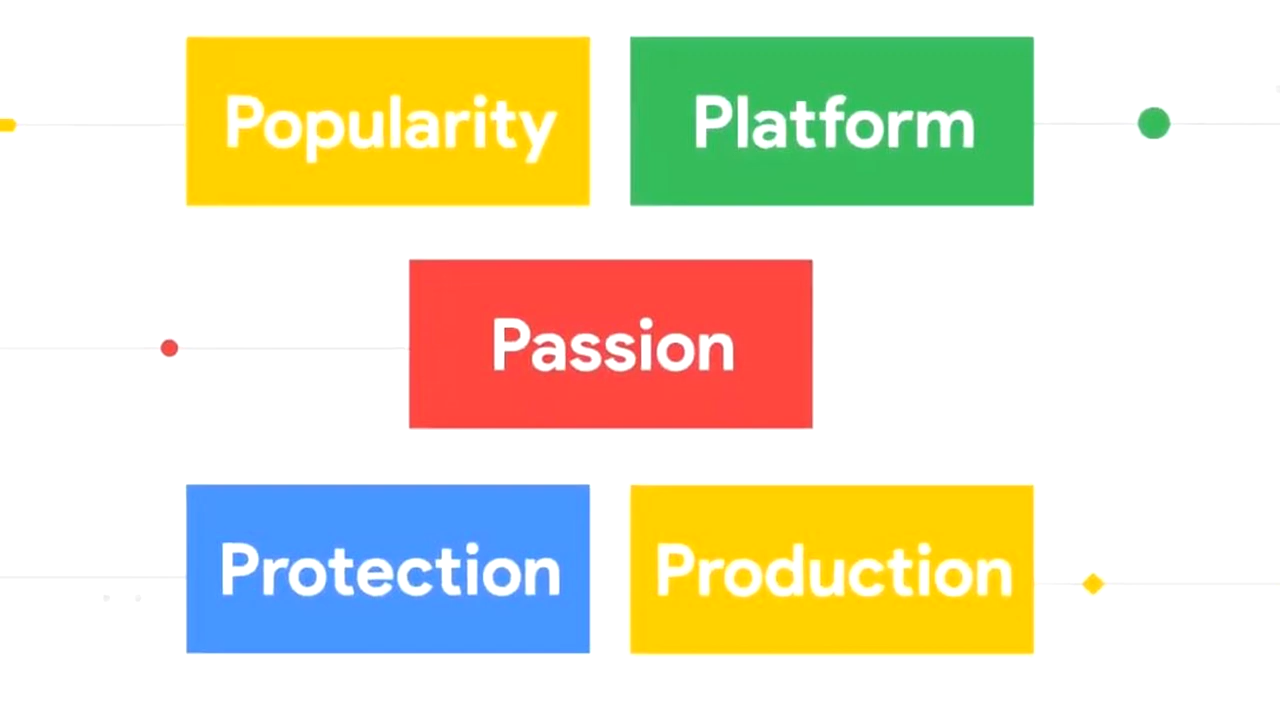 Popularity
Platform
Passion
Protection
Production